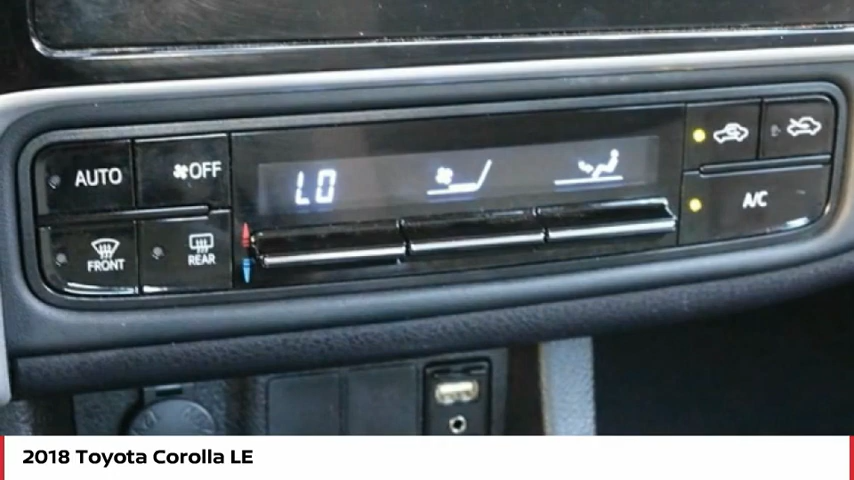 AUTO
OFF
LO
A/C
FRONT
REAR
2018 Toyota Corolla LE